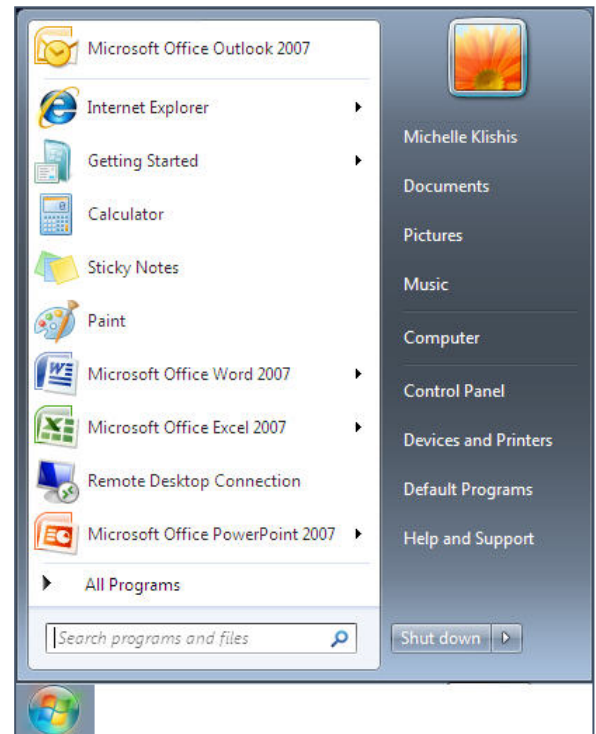 Microsoft Office Outlook 2007
Internet Explorer
Getting Started
Calculator
Sticky Notes
Paint
Microsoft Office Word 2007
Microsoft Office Excel 2007
Remote Desktop Connection
Microsoft Office PowerPoint 2007
All Programs
Search programs and files
Michelle Klishis
Documents
Pictures
Music
Computer
Control Panel
Devices and Printers
Default Programs
Help and Support
Shut down